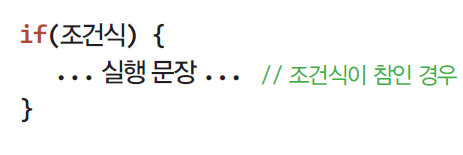 if(조건식) {
... 실행 문장 ... // 조건식이 참인 경우
}